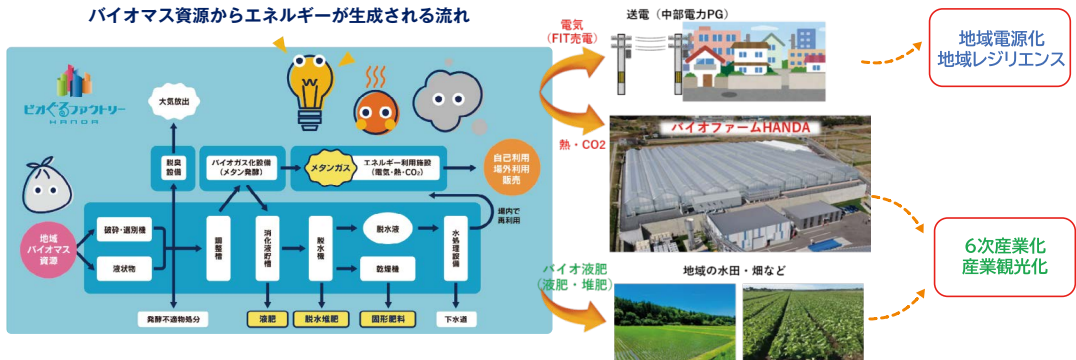 バイオマス資源からエネルギーが生成される流れ
ビオぐるファクトリー
HANDA
大気放出
脱臭
設備
バイオガス化設備
(メタン発酵)
メタンガス
エネルギー利用施設
(電気・熱・CO₂)
自己利用
場外利用
販売
場内で
再利用
地域
バイオマス
資源
破砕・選別機
液状物
調整槽
消化液貯槽
脱水機
脱水液
乾燥機
水処理設備
発酵不適物処分
液肥
脱水堆肥
固形肥料
下水道
電気
(FIT売電)
送電(中部電力PG)
熱・CO2
バイオファームHANDA
バイオ液肥
(液肥・堆肥)
地域の水田・畑など
地域電源化
地域レジリエンス
6次産業化
産業観光化